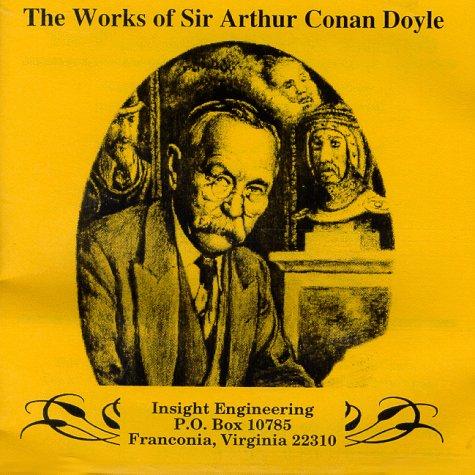 The Works of Sir Arthur Conan Doyle
Insight Engineering
P.O. Box 10785
Franconia, Virginia 22310